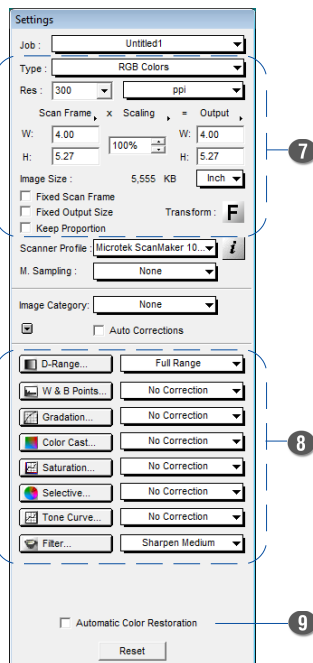 Settings
Job : Untitled1
Type : RGB Colors
Res : 300 ppi
Scan Frame x Scaling = Output
W: 4.00 100% W: 4.00
H: 5.27 H: 5.27
Image Size : 5,555 KB Inch
Fixed Scan Frame
Fixed Output Size Transform : F
Keep Proportion
7
Scanner Profile : Microtek ScanMaker 10... i
M. Sampling : None
Image Category: None
Auto Corrections
D-Range... Full Range
W & B Points... No Correction
Gradation... No Correction
Color Cast... No Correction
8
Saturation... No Correction
Selective... No Correction
Tone Curve... No Correction
Filter... Sharpen Medium
Automatic Color Restoration 9
Reset